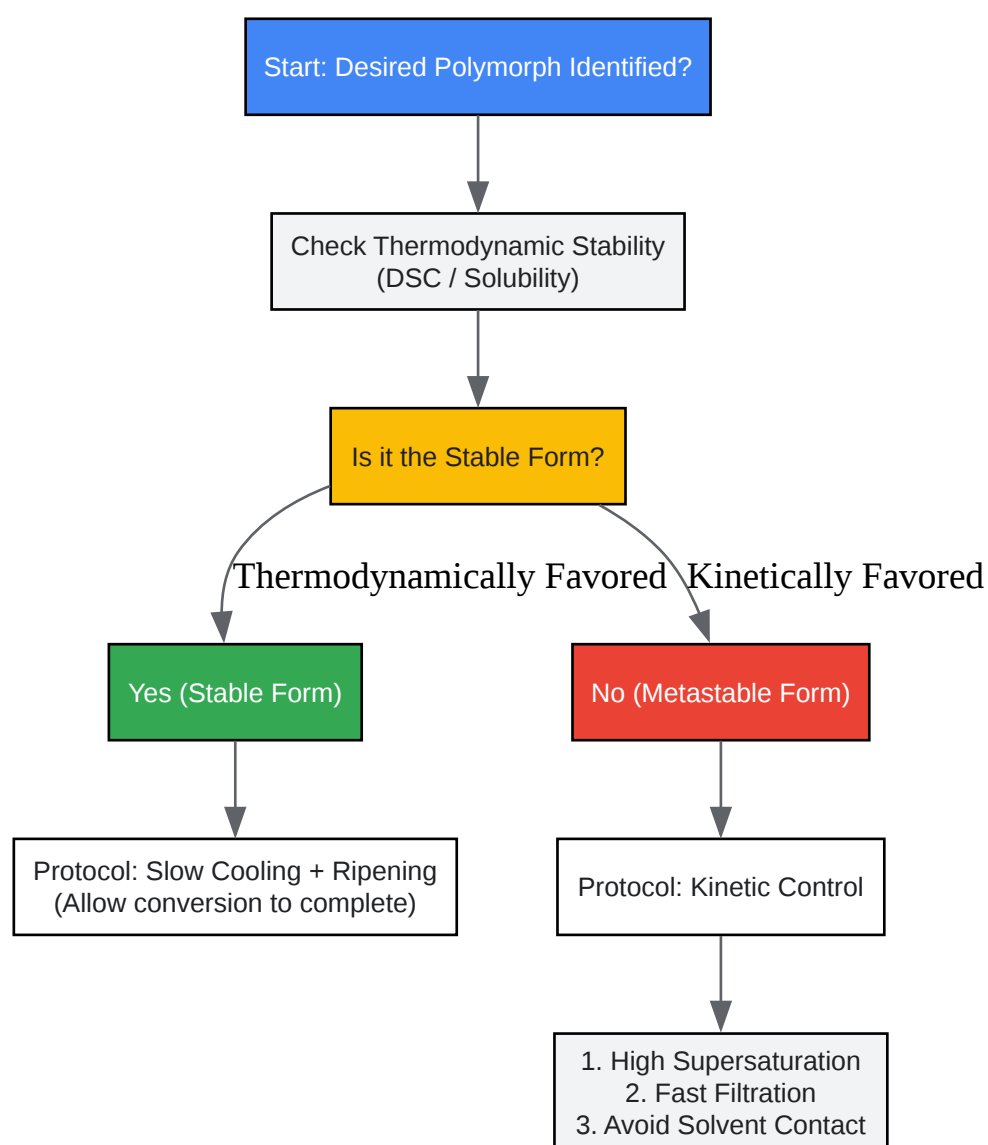 Start: Desired Polymorph Identified?
Check Thermodynamic Stability
(DSC / Solubility)
Is it the Stable Form?
Thermodynamically Favored
Kinetically Favored
Yes (Stable Form)
No (Metastable Form)
Protocol: Slow Cooling + Ripening
(Allow conversion to complete)
Protocol: Kinetic Control
1. High Supersaturation
2. Fast Filtration
3. Avoid Solvent Contact